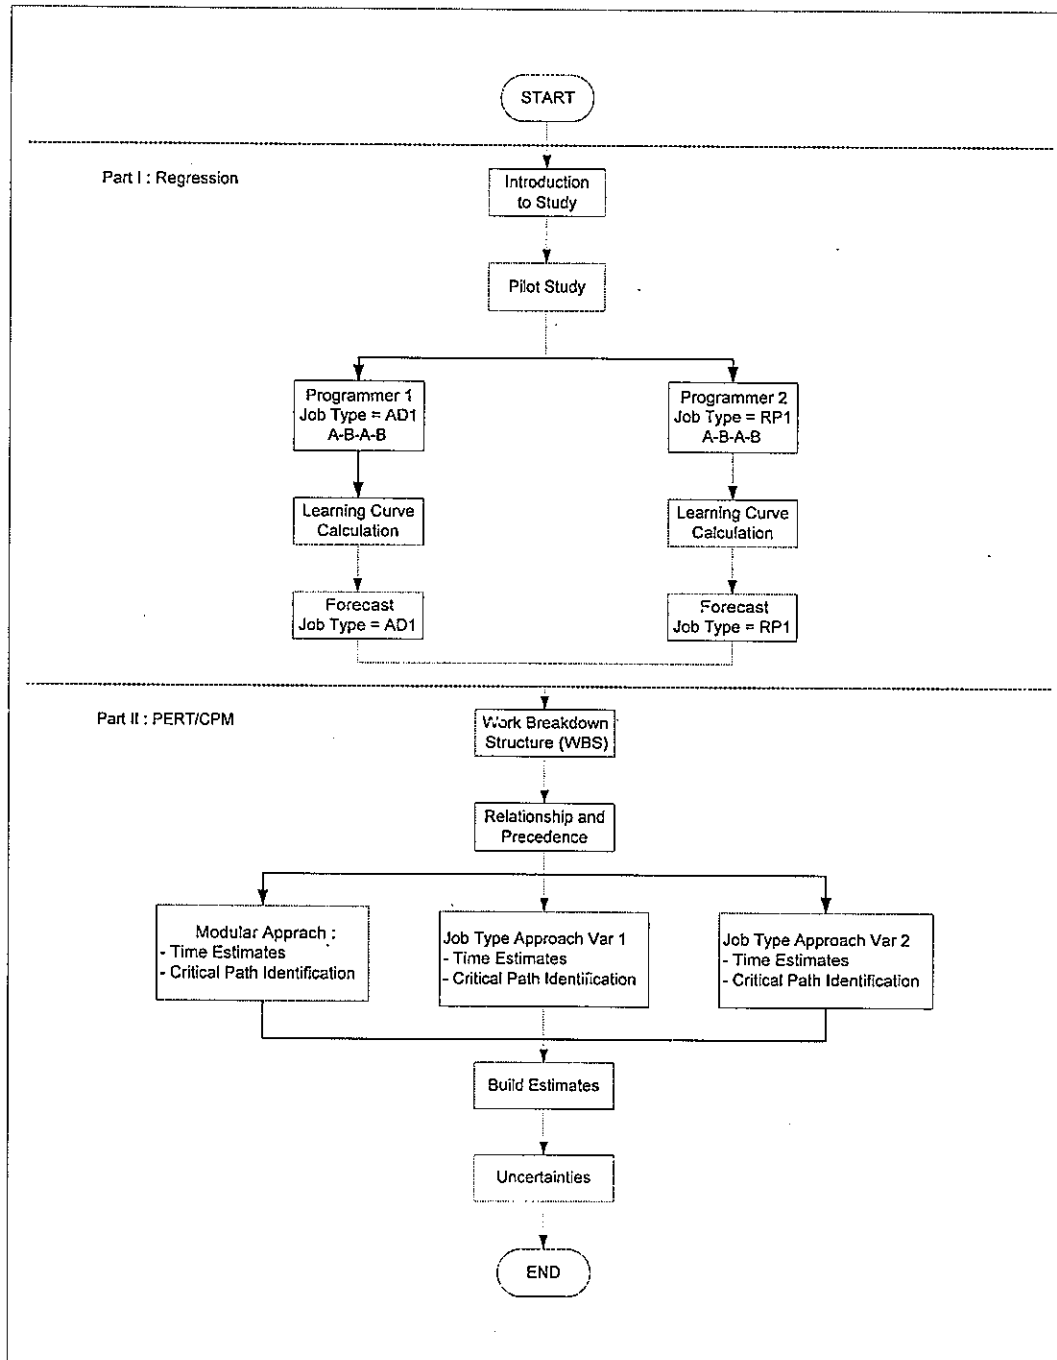 START
Part I : Regression
Introduction
to Study
Pilot Study
Programmer 1
Job Type = AD1
A-B-A-B
Programmer 2
Job Type = RP1
A-B-A-B
Learning Curve
Calculation
Learning Curve
Calculation
Forecast
Job Type = AD1
Forecast
Job Type = RP1
Part II : PERT/CPM
Work Breakdown
Structure (WBS)
Relationship and
Precedence
Modular Apprach :
- Time Estimates
- Critical Path Identification
Job Type Approach Var 1
- Time Estimates
- Critical Path Identification
Job Type Approach Var 2
- Time Estimates
- Critical Path Identification
Build Estimates
Uncertainties
END